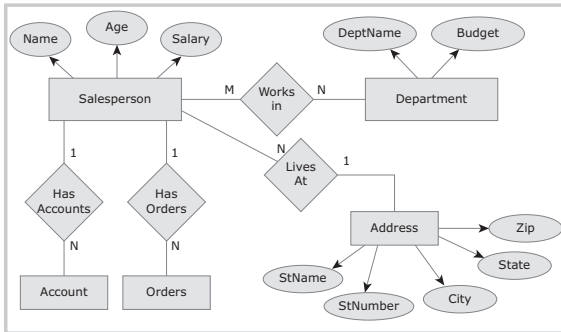 Name
Age
Salary
DeptName
Budget
Salesperson
M
Works
in
N
Department
1
1
N
Lives
At
1
Has
Accounts
Has
Orders
N
N
Address
Zip
State
City
StNumber
StName
Account
Orders